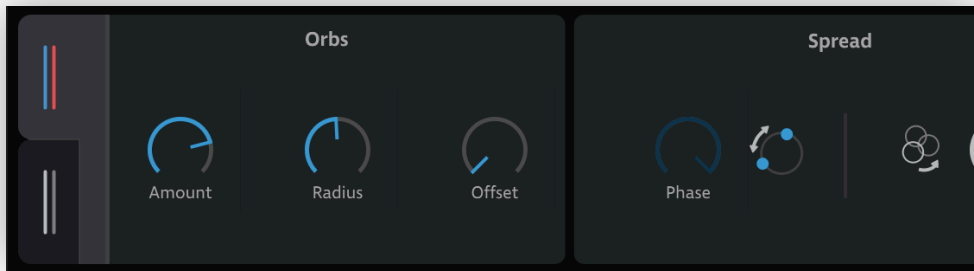 Orbs
Spread
Amount
Radius
Offset
Phase